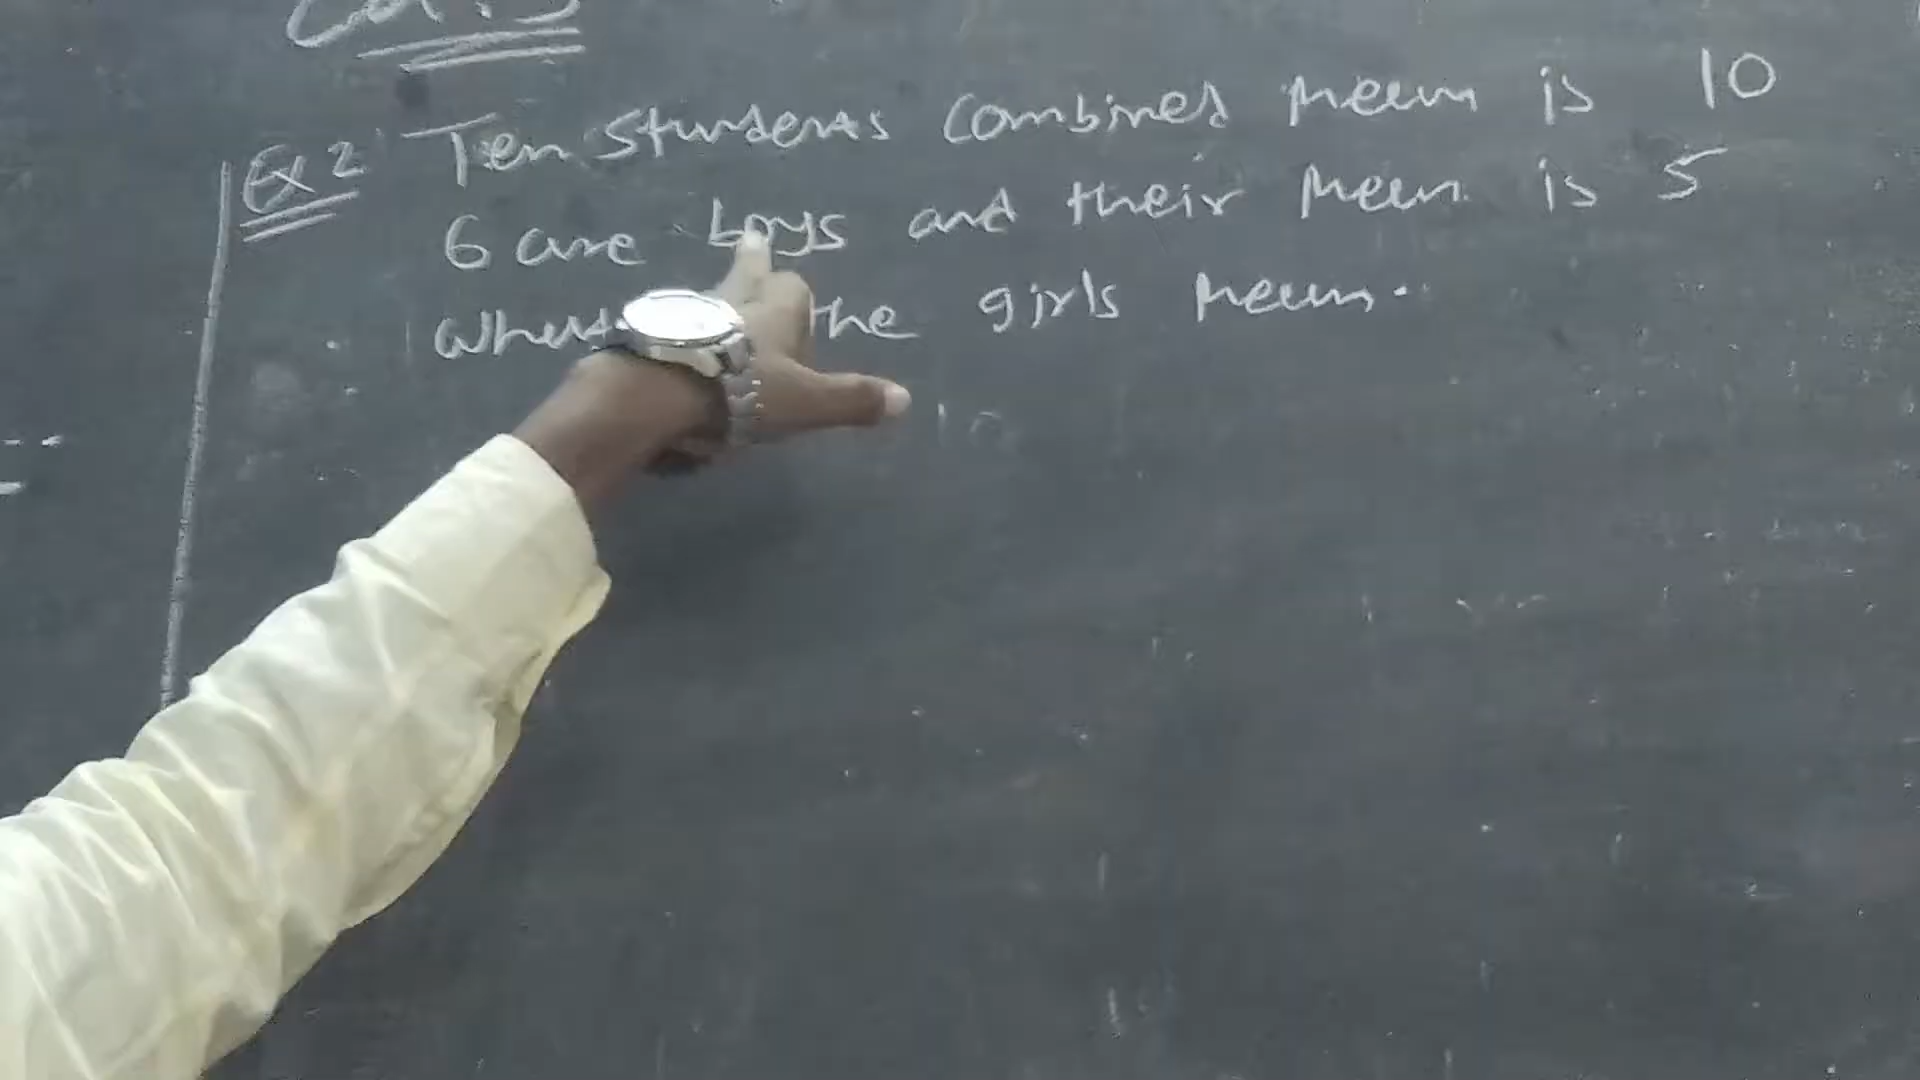 Ex 2 Ten Students Combined Mean is 10
6 are boys and their Mean is 5
the girls Mean.